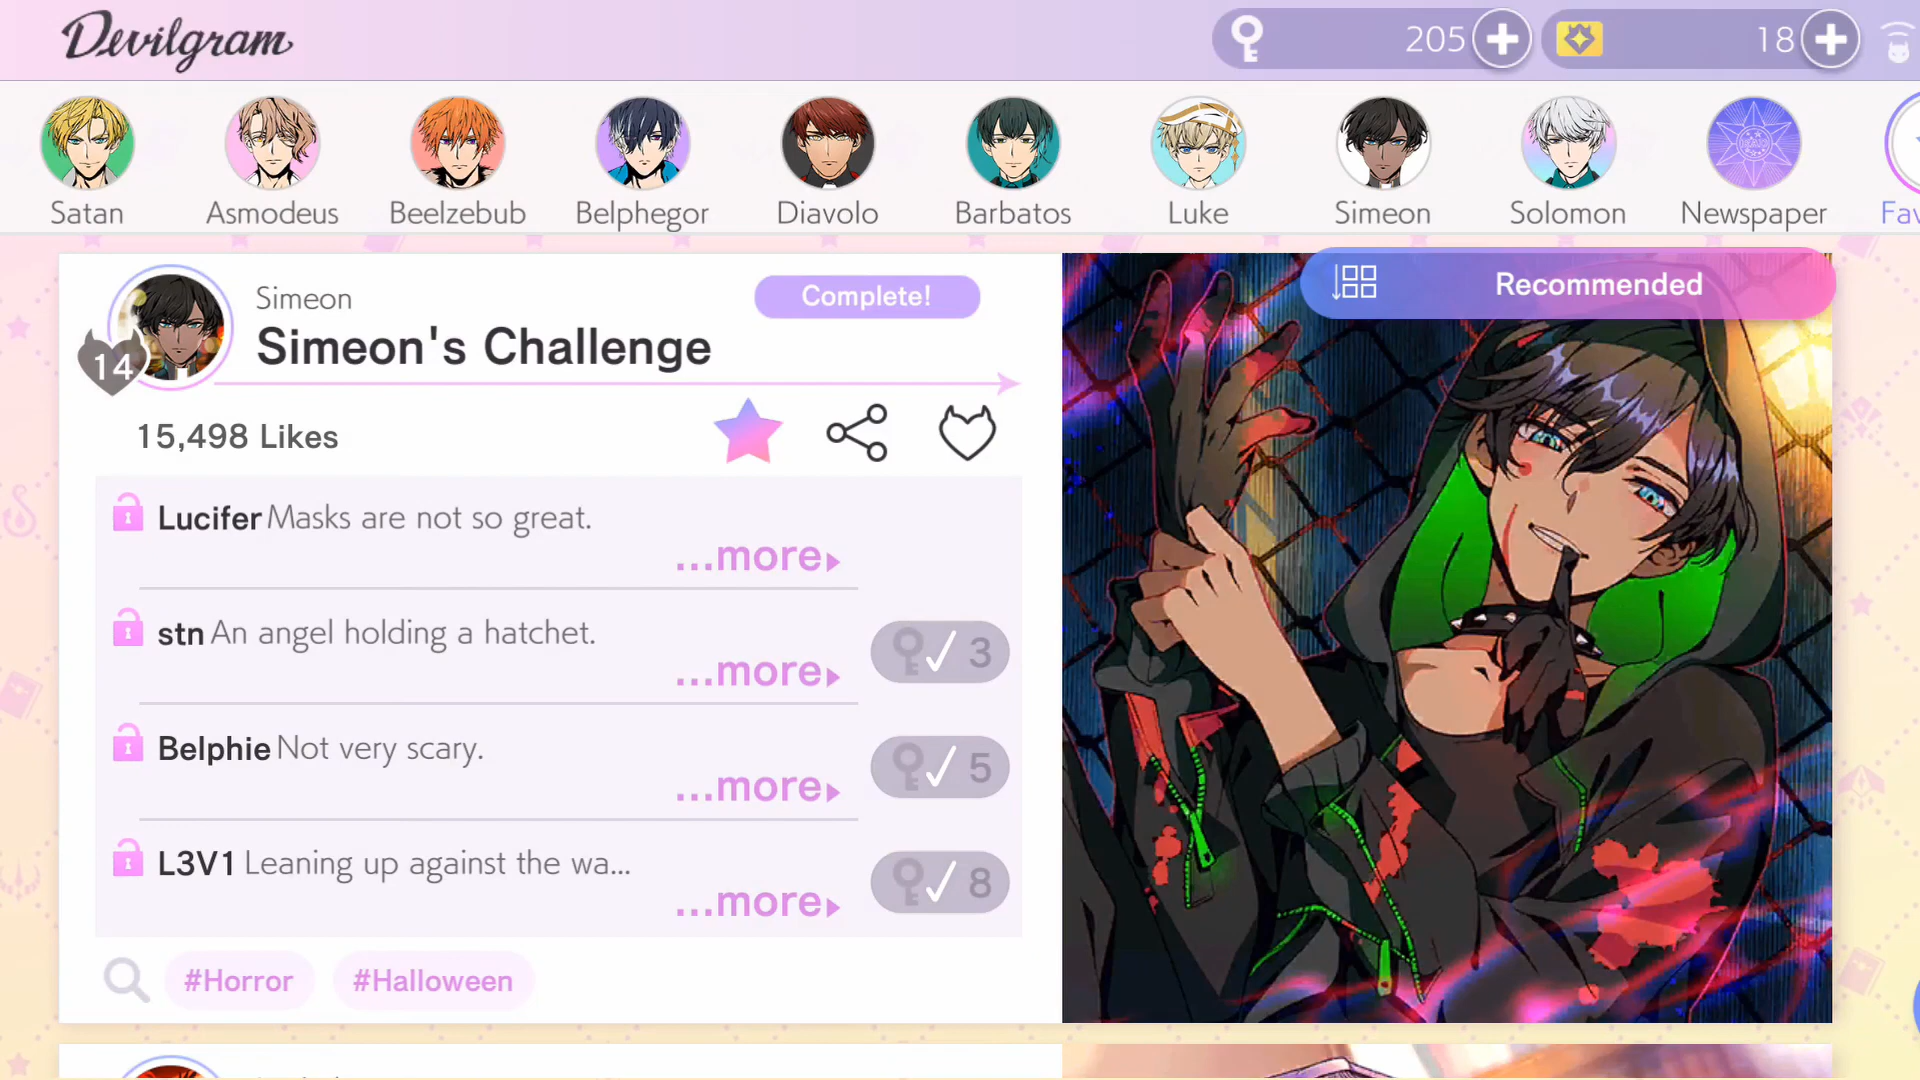 Devilgram
205
18
Satan
Asmodeus
Beelzebub
Belphegor
Diavolo
Barbatos
Luke
Simeon
Solomon
Newspaper
Fav
Simeon
Complete!
Recommended
Simeon's Challenge
14
15,498 Likes
Lucifer Masks are not so great.
...more
stn An angel holding a hatchet.
...more
3
Belphie Not very scary.
...more
5
L3V1 Leaning up against the wa...
...more
8
#Horror
#Halloween